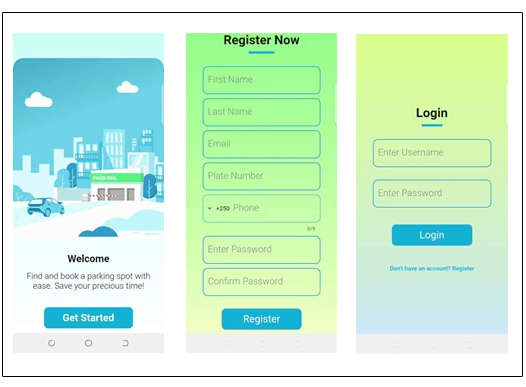 PARKING
Welcome
Find and book a parking spot with
ease. Save your precious time!
Get Started
Register Now
First Name
Last Name
Email
Plate Number
+250 Phone
0/9
Enter Password
Confirm Password
Register
Login
Enter Username
Enter Password
Login
Don't have an account? Register